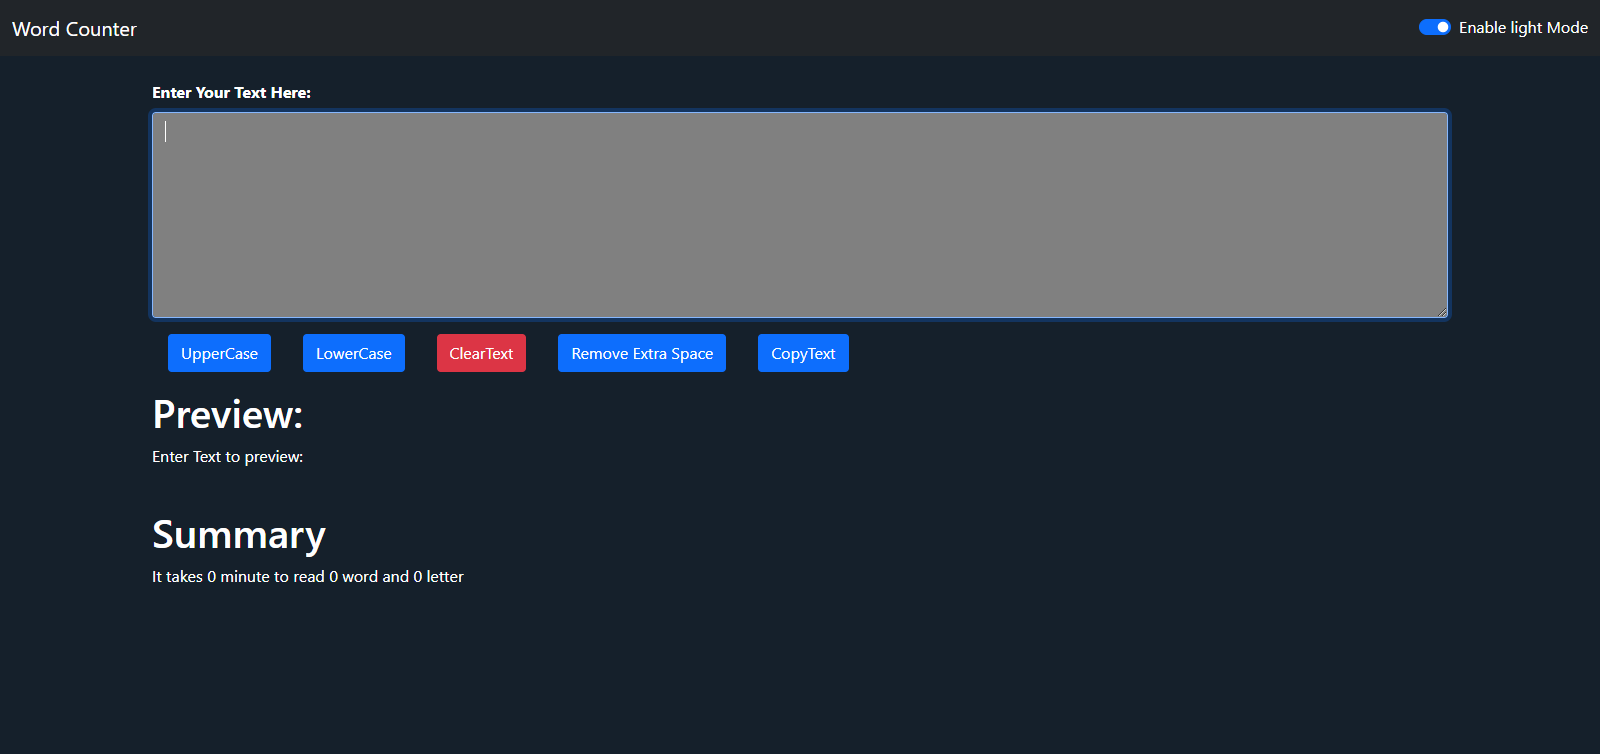 Word Counter
Enable light Mode
Enter Your Text Here:
UpperCase LowerCase ClearText Remove Extra Space CopyText
Preview:
Enter Text to preview:
Summary
It takes 0 minute to read 0 word and 0 letter